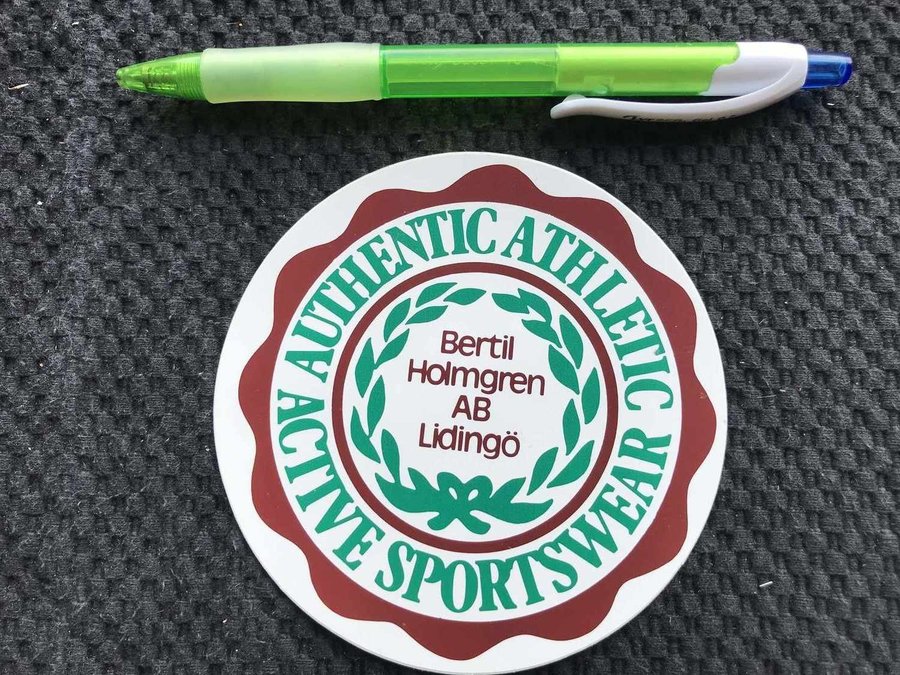 AUTHENTIC ATHLETIC
Bertil
Holmgren
AB
Lidingö
ACTIVE SPORTSWEAR